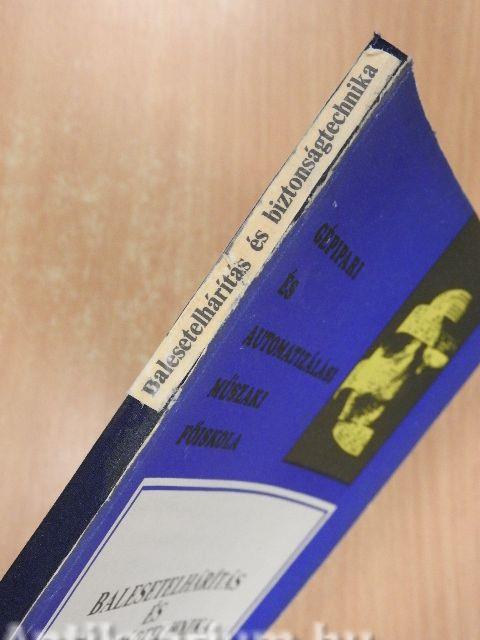 Balesetelhárítás és biztonságtechnika
GÉPIPARI
ÉS
AUTOMATIZÁLÁSI
MŰSZAKI
FŐISKOLA
BALESETELHÁRÍTÁS
ÉS